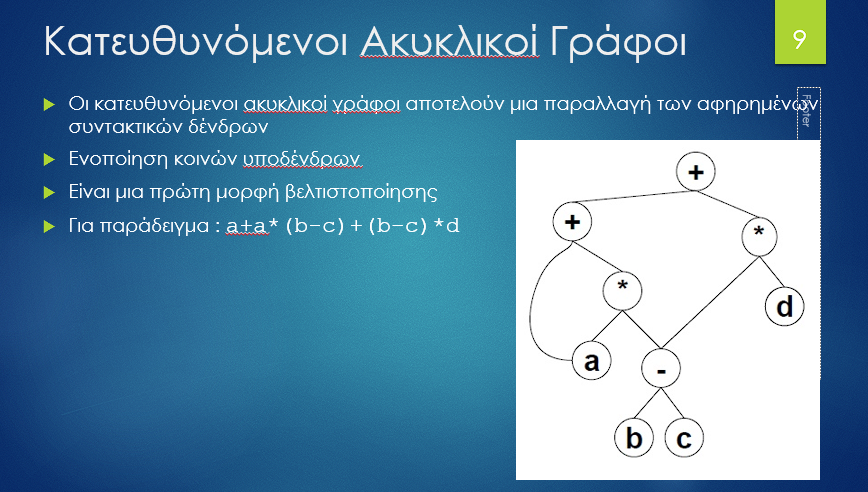 Κατευθυνόμενοι Ακυκλικοί Γράφοι
9
Οι κατευθυνόμενοι ακυκλικοί γράφοι αποτελούν μια παραλλαγή των αφηρημένων
συντακτικών δένδρων
Ενοποίηση κοινών υποδένδρων
Είναι μια πρώτη μορφή βελτιστοποίησης
Για παράδειγμα : a+a*(b-c)+(b-c)*d
Footer
+
+
*
*
d
a
-
b c